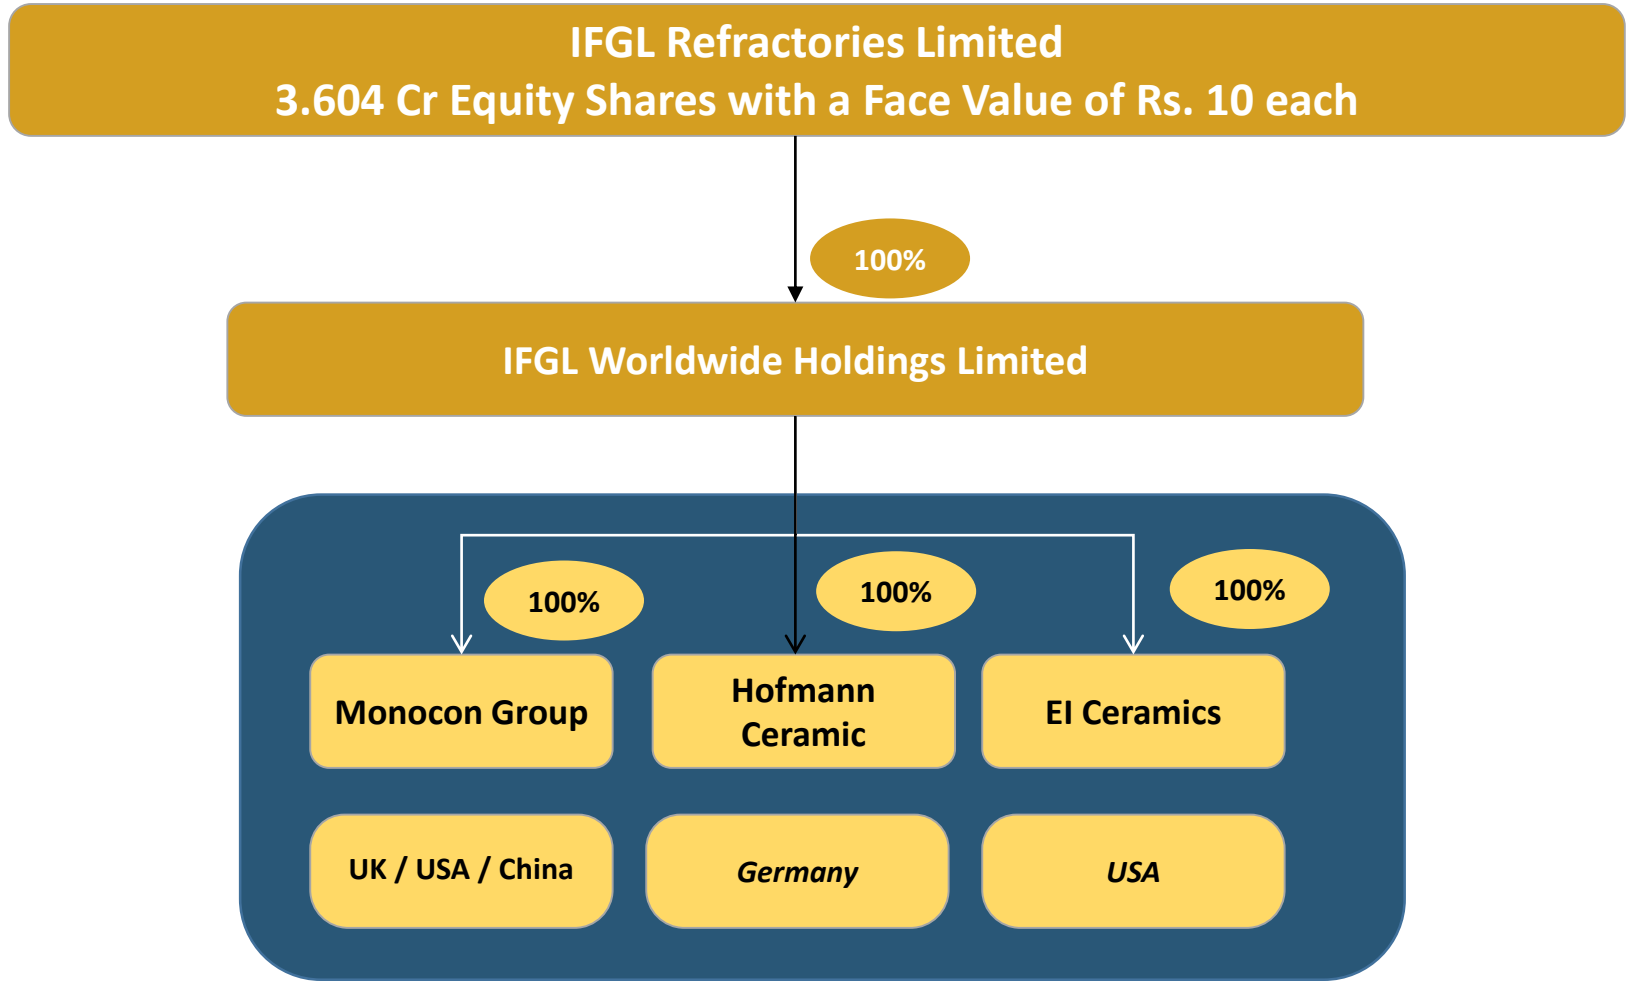 IFGL Refractories Limited
3.604 Cr Equity Shares with a Face Value of Rs. 10 each
100%
IFGL Worldwide Holdings Limited
100%
100%
100%
Monocon Group
Hofmann
Ceramic
EI Ceramics
UK / USA / China
Germany
USA